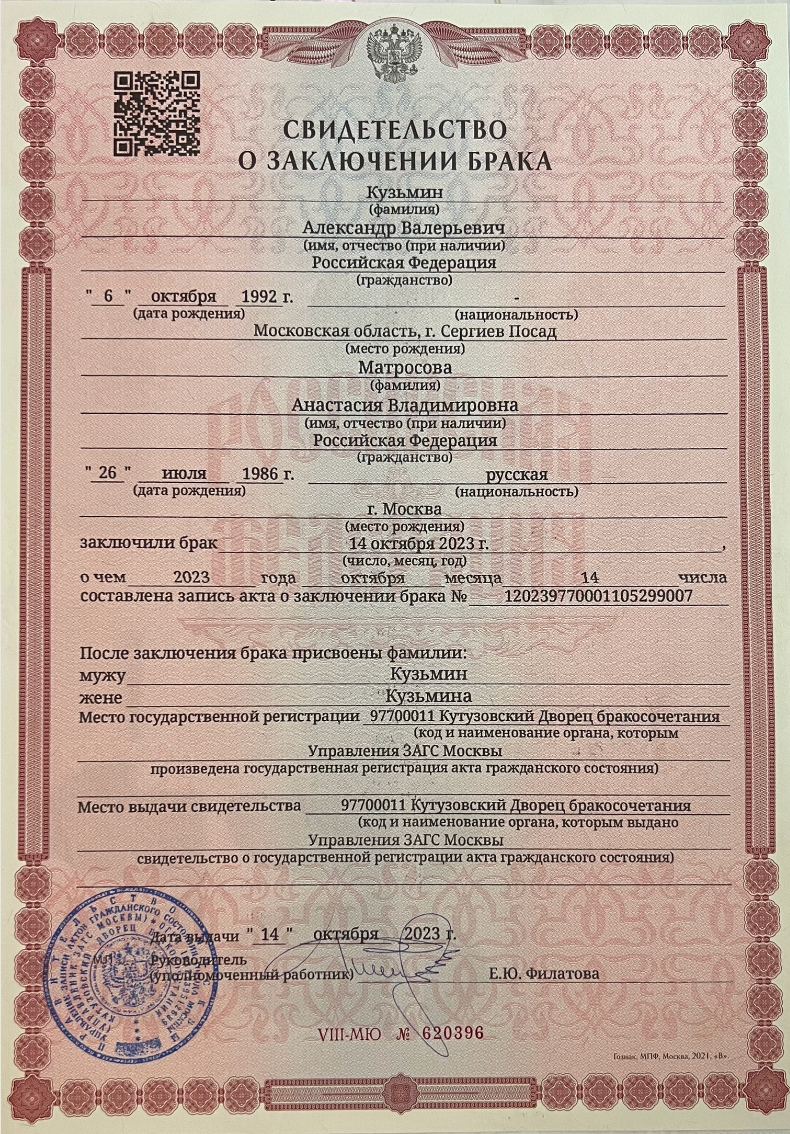 СВИДЕТЕЛЬСТВО
О ЗАКЛЮЧЕНИИ БРАКА
Кузьмин
(фамилия)
Александр Валерьевич
(имя, отчество (при наличии)
Российская Федерация
(гражданство)
" 6 " октября 1992 г. -
(дата рождения) (национальность)
Московская область, г. Сергиев Посад
(место рождения)
Матросова
(фамилия)
Анастасия Владимировна
(имя, отчество (при наличии)
Российская Федерация
(гражданство)
" 26 " июля 1986 г. русская
(дата рождения) (национальность)
г. Москва
(место рождения)
заключили брак 14 октября 2023 г. ,
(число, месяц, год)
о чем 2023 года октября месяца 14 числа
составлена запись акта о заключении брака № 120239770001105299007
После заключения брака присвоены фамилии:
мужу Кузьмин
жене Кузьмина
Место государственной регистрации 97700011 Кутузовский Дворец бракосочетания
(код и наименование органа, которым
Управления ЗАГС Москвы
произведена государственная регистрация акта гражданского состояния)
Место выдачи свидетельства 97700011 Кутузовский Дворец бракосочетания
(код и наименование органа, которым выдано
Управления ЗАГС Москвы
свидетельство о государственной регистрации акта гражданского состояния)
Дата выдачи " 14 " октября 2023 г.
М.П. Руководитель
(уполномоченный работник) Е.Ю. Филатова
VIII-МЮ № 620396
Гознак, МПФ, Москва, 2021, «В».